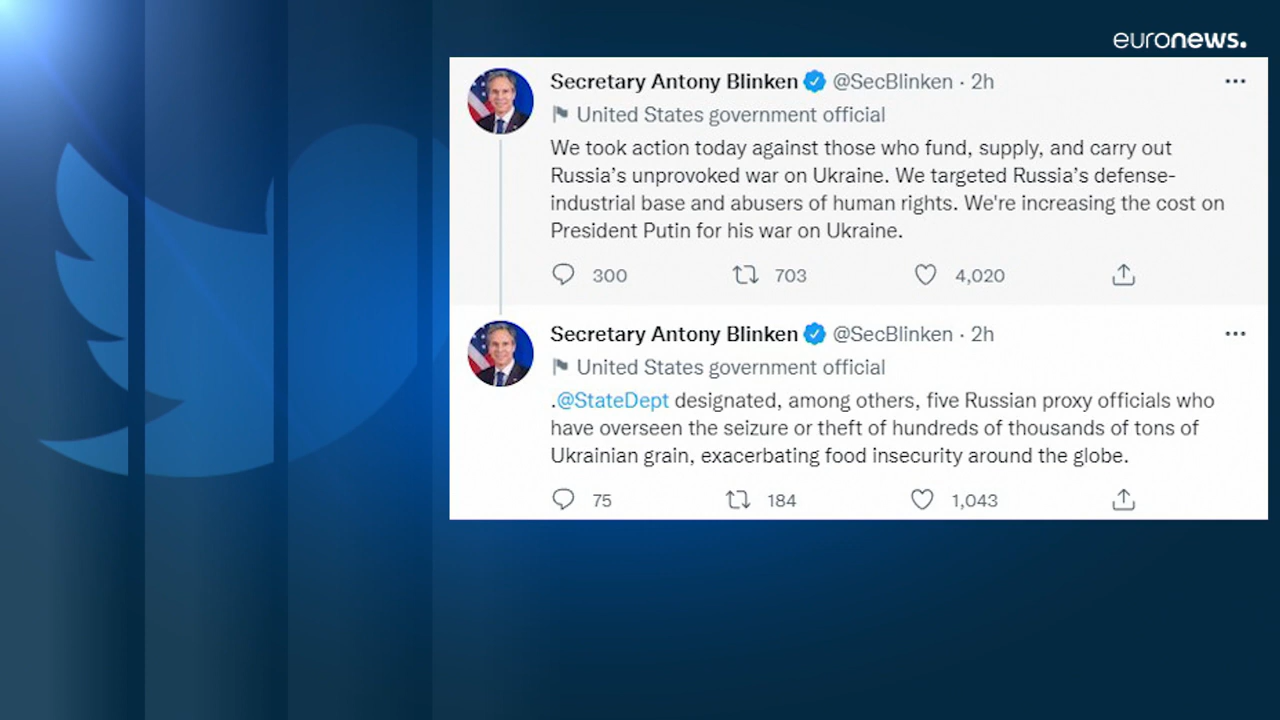 euronews.
Secretary Antony Blinken @SecBlinken · 2h
United States government official
We took action today against those who fund, supply, and carry out
Russia’s unprovoked war on Ukraine. We targeted Russia’s defense-
industrial base and abusers of human rights. We're increasing the cost on
President Putin for his war on Ukraine.
300 703 4,020
Secretary Antony Blinken @SecBlinken · 2h
United States government official
.@StateDept designated, among others, five Russian proxy officials who
have overseen the seizure or theft of hundreds of thousands of tons of
Ukrainian grain, exacerbating food insecurity around the globe.
75 184 1,043